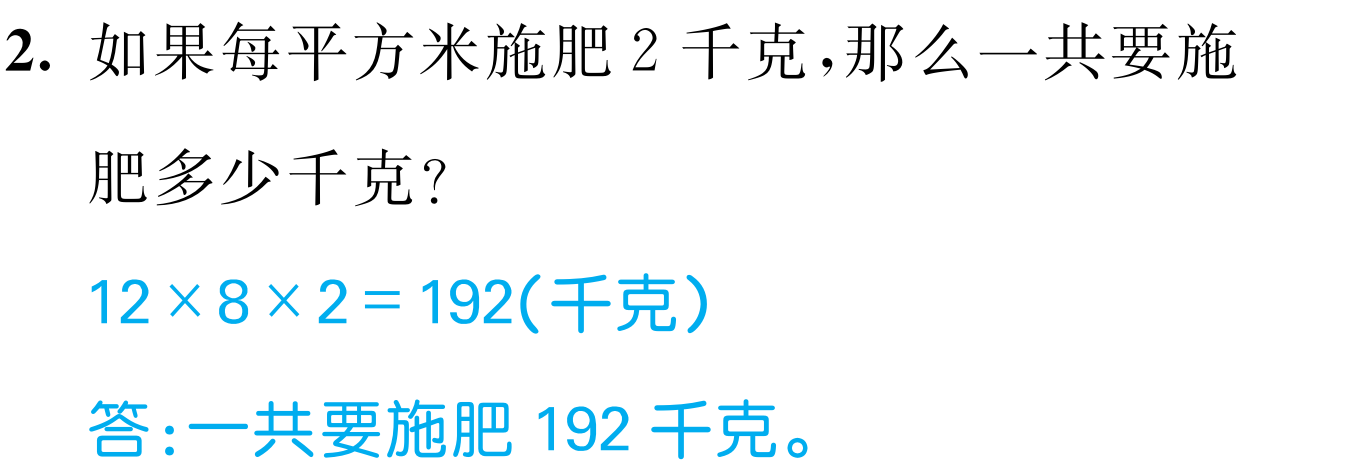 2. 如果每平方米施肥 2 千克,那么一共要施
肥多少千克?
12×8×2=192(千克)
答:一共要施肥 192 千克。